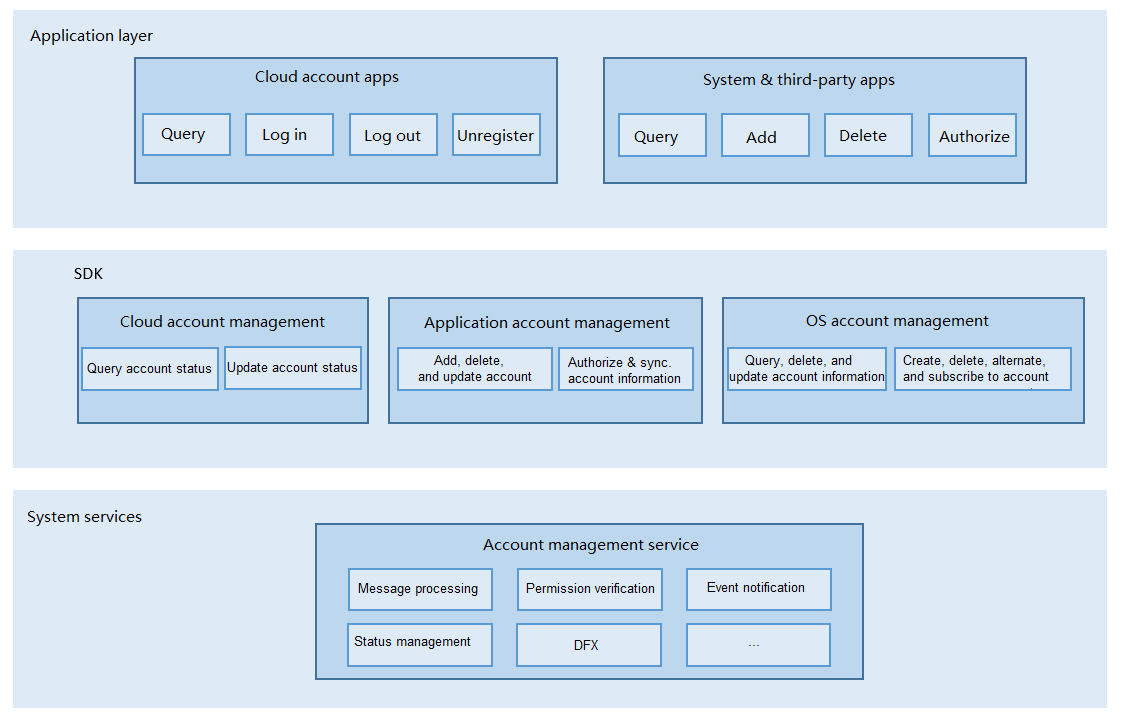 Application layer
Cloud account apps
Query
Log in
Log out
Unregister
System & third-party apps
Query
Add
Delete
Authorize
SDK
Cloud account management
Query account status
Update account status
Application account management
Add, delete,
and update account
Authorize & sync.
account information
OS account management
Query, delete, and
update account information
Create, delete, alternate,
and subscribe to account
System services
Account management service
Message processing
Permission verification
Event notification
Status management
DFX
...